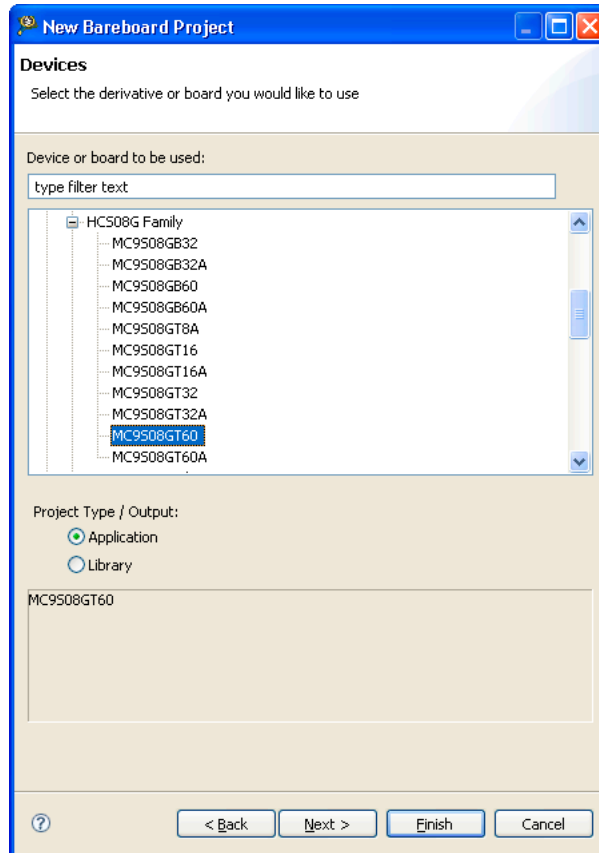 New Bareboard Project
Devices
Select the derivative or board you would like to use
Device or board to be used:
type filter text
HCS08G Family
MC9S08GB32
MC9S08GB32A
MC9S08GB60
MC9S08GB60A
MC9S08GT8A
MC9S08GT16
MC9S08GT16A
MC9S08GT32
MC9S08GT32A
MC9S08GT60
MC9S08GT60A
Project Type / Output:
Application
Library
MC9S08GT60
< Back Next > Finish Cancel